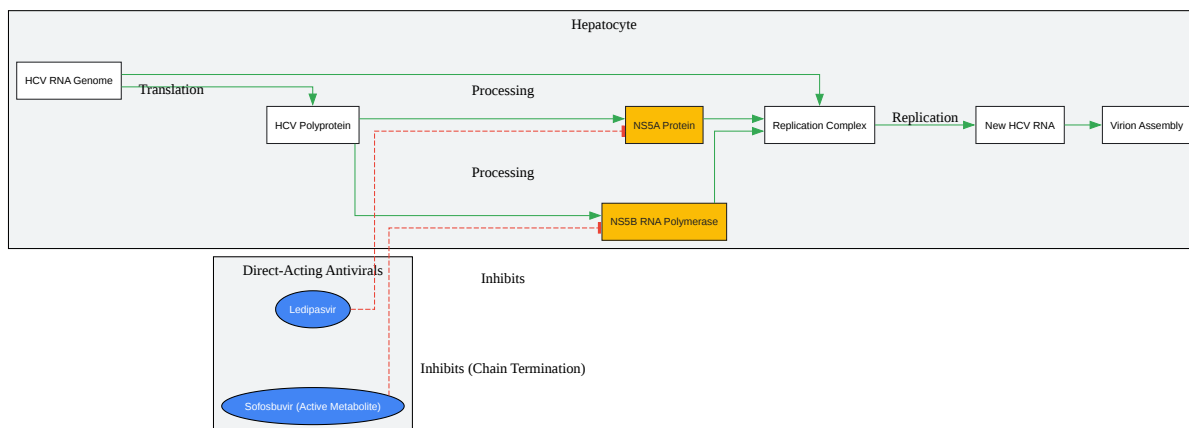 Hepatocyte
HCV RNA Genome
Translation
Processing
HCV Polyprotein
NS5A Protein
Replication Complex
Replication
New HCV RNA
Virion Assembly
Processing
NS5B RNA Polymerase
Direct-Acting Antivirals
Inhibits
Ledipasvir
Inhibits (Chain Termination)
Sofosbuvir (Active Metabolite)